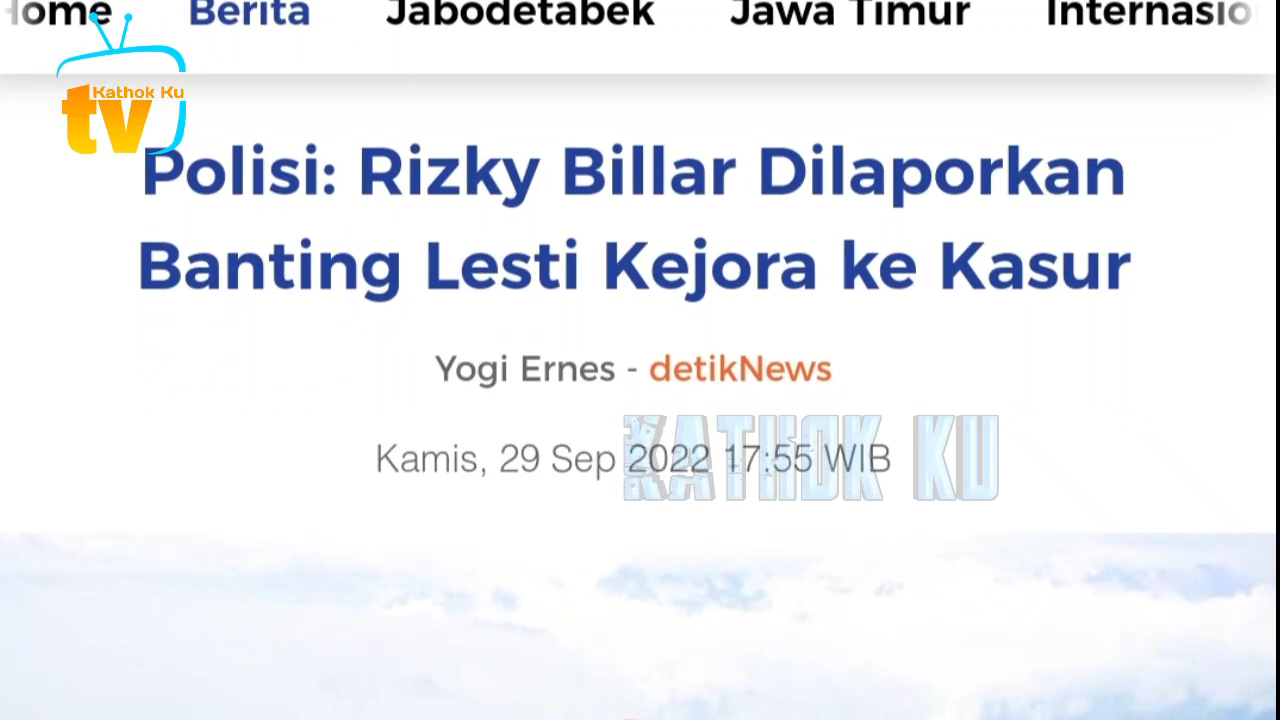 Home Berita Jabodetabek Jawa Timur Internasio
Kathok Ku
tv
Polisi: Rizky Billar Dilaporkan
Banting Lesti Kejora ke Kasur
Yogi Ernes - detikNews
KATHOK KU
Kamis, 29 Sep 2022 17:55 WIB